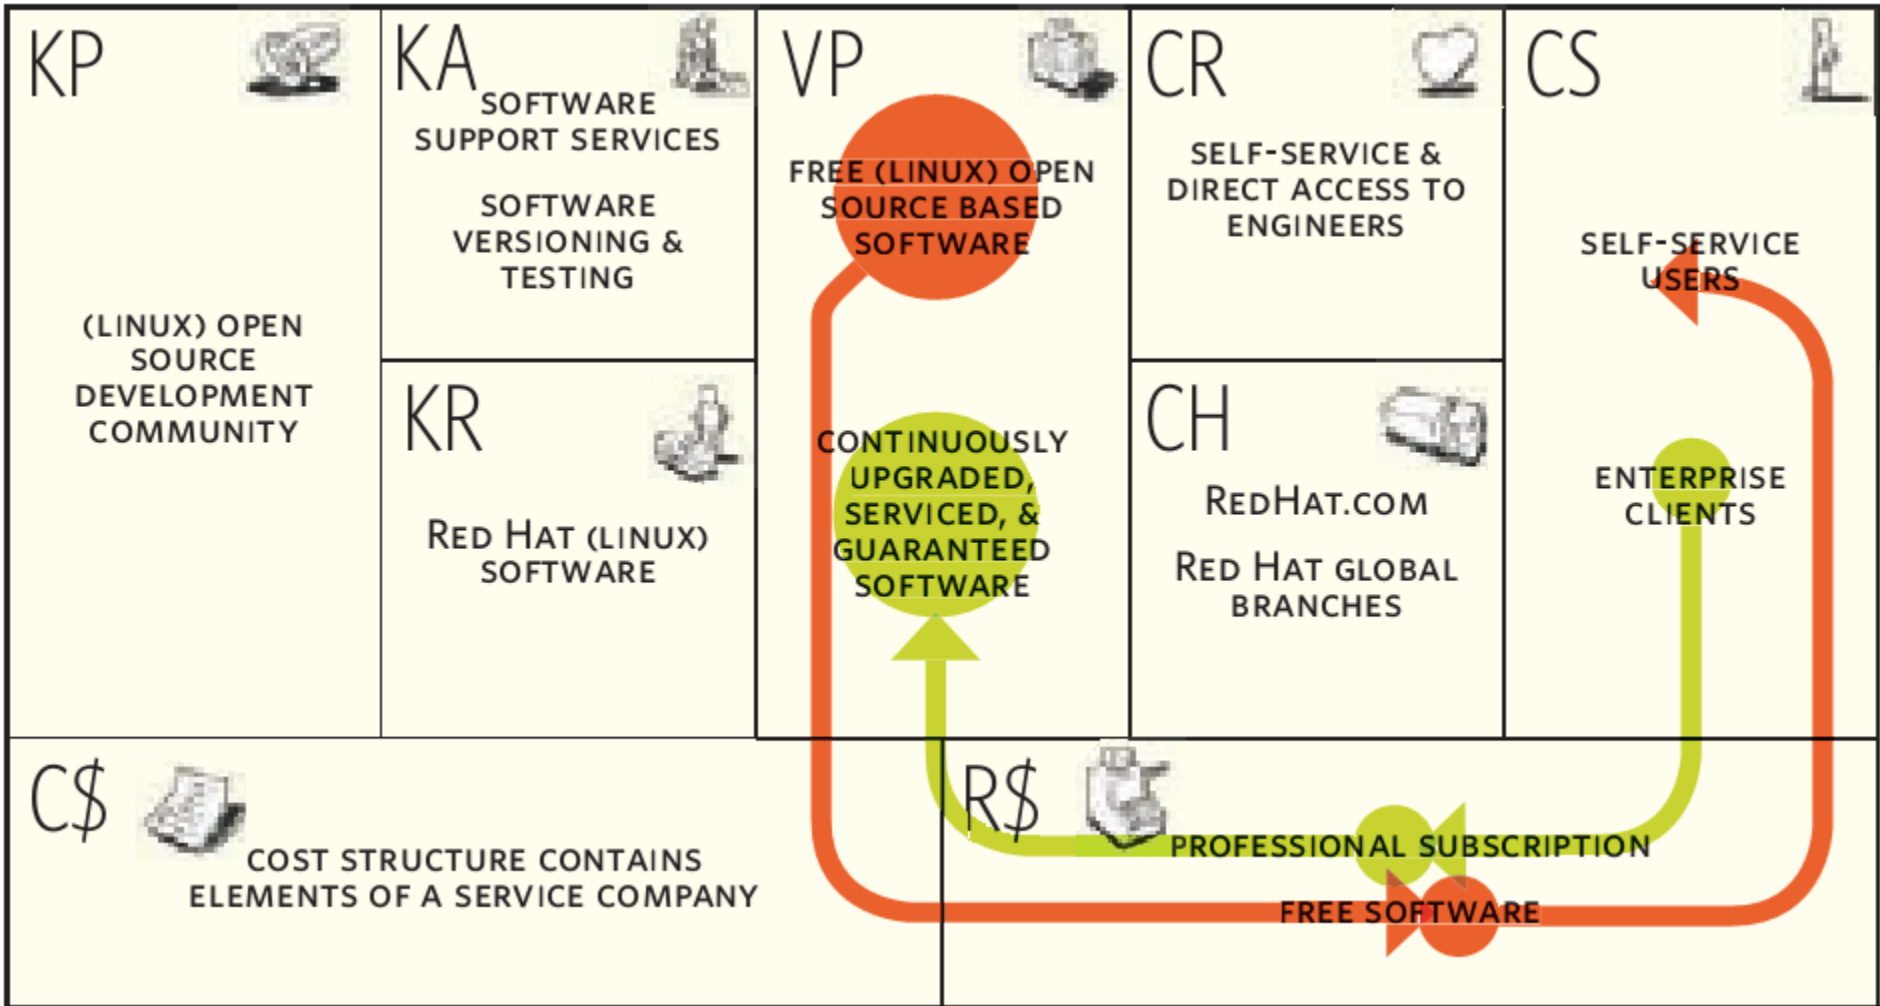 KP
(LINUX) OPEN
SOURCE
DEVELOPMENT
COMMUNITY
KA
SOFTWARE
SUPPORT SERVICES
SOFTWARE
VERSIONING &
TESTING
KR
RED HAT (LINUX)
SOFTWARE
VP
FREE (LINUX) OPEN
SOURCE BASED
SOFTWARE
CONTINUOUSLY
UPGRADED,
SERVICED, &
GUARANTEED
SOFTWARE
CR
SELF-SERVICE &
DIRECT ACCESS TO
ENGINEERS
CH
REDHAT.COM
RED HAT GLOBAL
BRANCHES
CS
SELF-SERVICE
USERS
ENTERPRISE
CLIENTS
C$
COST STRUCTURE CONTAINS
ELEMENTS OF A SERVICE COMPANY
R$
PROFESSIONAL SUBSCRIPTION
FREE SOFTWARE